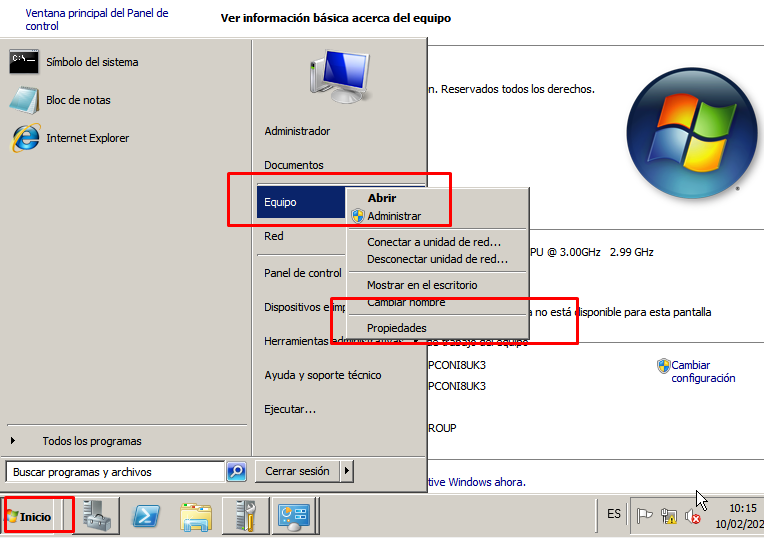 Ventana principal del Panel de
control
Ver información básica acerca del equipo
Símbolo del sistema
Bloc de notas
Internet Explorer
Todos los programas
Buscar programas y archivos
Administrador
Documentos
Equipo
Red
Panel de control
Dispositivos e imp
Herramientas administrativas
Ayuda y soporte técnico
Ejecutar...
Cerrar sesión
Abrir
Administrar
Conectar a unidad de red...
Desconectar unidad de red...
Mostrar en el escritorio
Cambiar nombre
Propiedades
n. Reservados todos los derechos.
PU @ 3.00GHz 2.99 GHz
a no está disponible para esta pantalla
de trabajo del equipo
PCONI8UK3
Cambiar
configuración
PCONI8UK3
ROUP
tive Windows ahora.
Inicio
ES
10:15
10/02/202